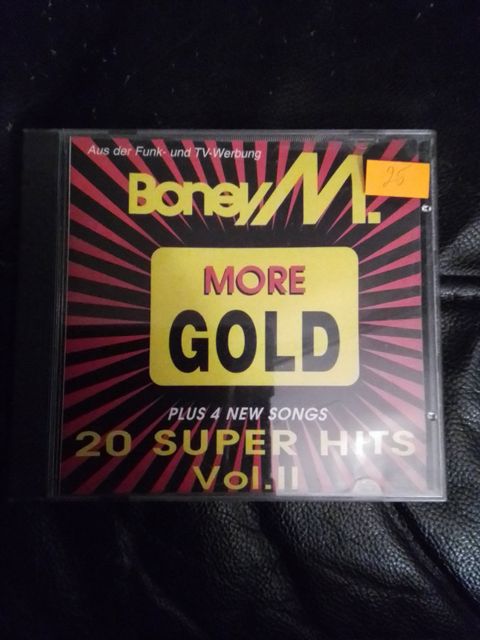 Aus der Funk- und TV-Werbung
Boney M.
25
MORE
GOLD
PLUS 4 NEW SONGS
20 SUPER HITS
Vol.II